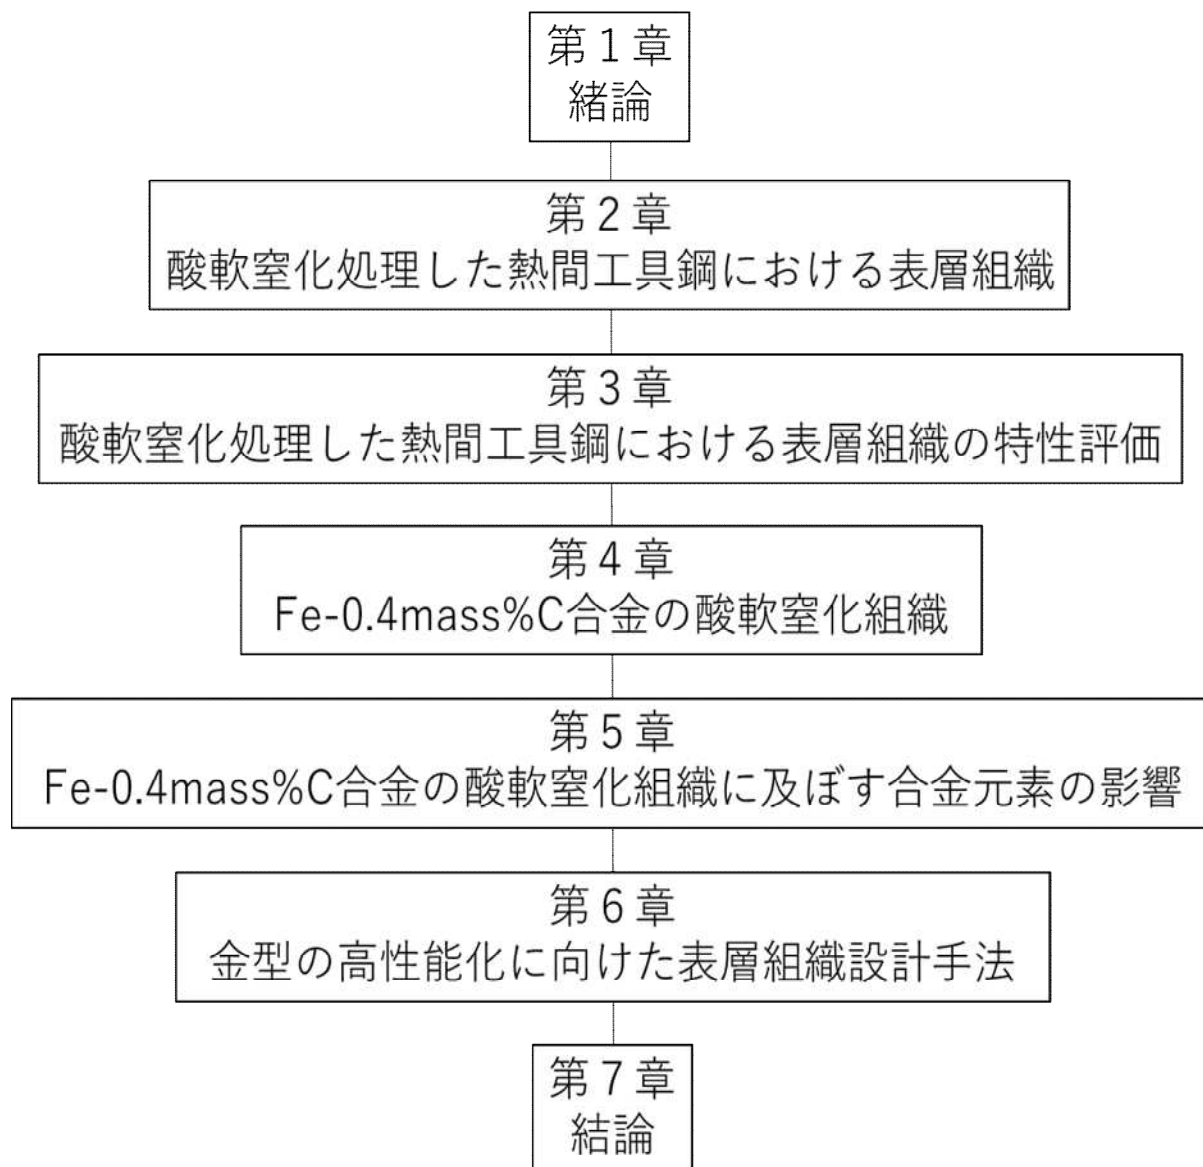 第１章
緒論
第２章
酸軟窒化処理した熱間工具鋼における表層組織
第３章
酸軟窒化処理した熱間工具鋼における表層組織の特性評価
第４章
Fe-0.4mass%C合金の酸軟窒化組織
第５章
Fe-0.4mass%C合金の酸軟窒化組織に及ぼす合金元素の影響
第６章
金型の高性能化に向けた表層組織設計手法
第７章
結論